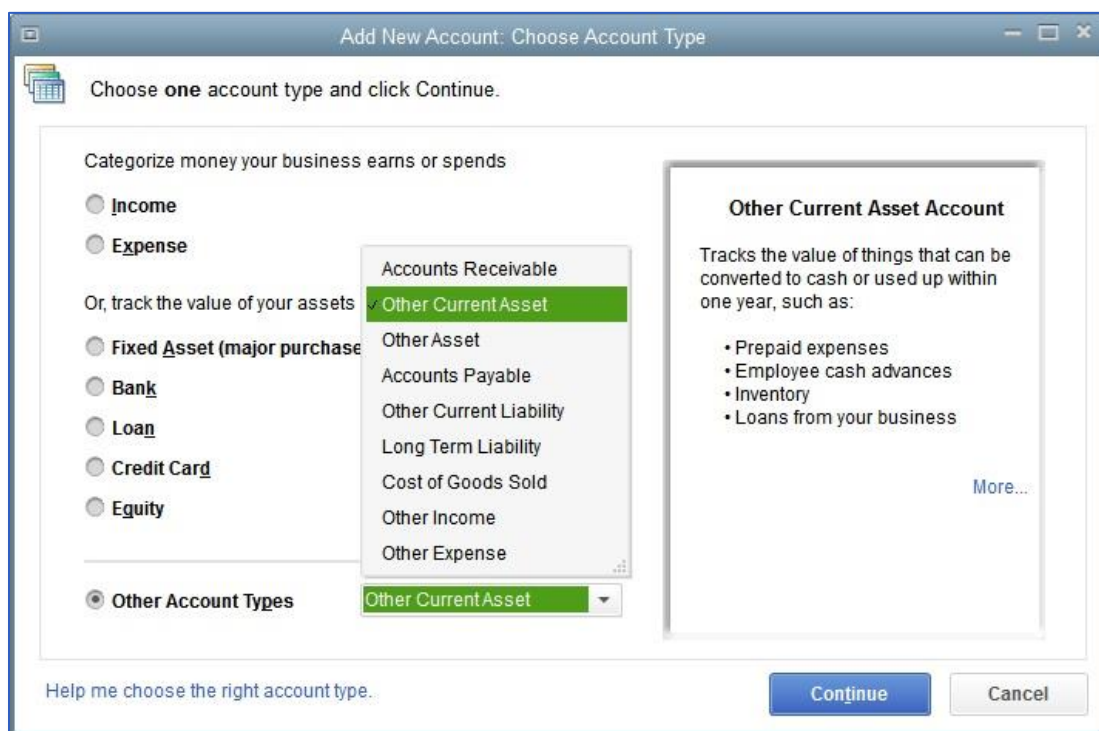 Add New Account: Choose Account Type
Choose one account type and click Continue.
Categorize money your business earns or spends
Income
Expense
Or, track the value of your assets
Fixed Asset (major purchase
Bank
Loan
Credit Card
Equity
Other Account Types
Accounts Receivable
✓ Other Current Asset
Other Asset
Accounts Payable
Other Current Liability
Long Term Liability
Cost of Goods Sold
Other Income
Other Expense
Other Current Asset
Other Current Asset Account
Tracks the value of things that can be
converted to cash or used up within
one year, such as:
• Prepaid expenses
• Employee cash advances
• Inventory
• Loans from your business
More...
Help me choose the right account type.
Continue
Cancel